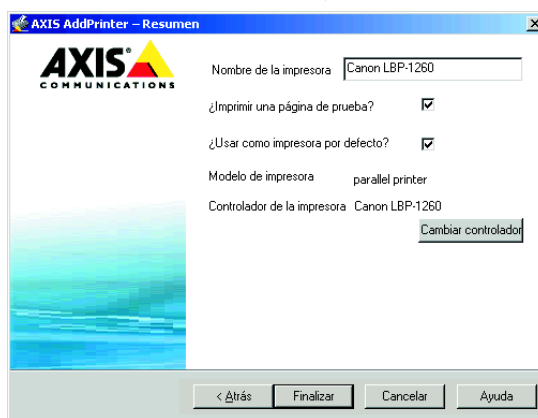 AXIS AddPrinter – Resumen
AXIS
COMMUNICATIONS
Nombre de la impresora Canon LBP-1260
¿Imprimir una página de prueba?
¿Usar como impresora por defecto?
Modelo de impresora parallel printer
Controlador de la impresora Canon LBP-1260
Cambiar controlador
< Atrás Finalizar Cancelar Ayuda